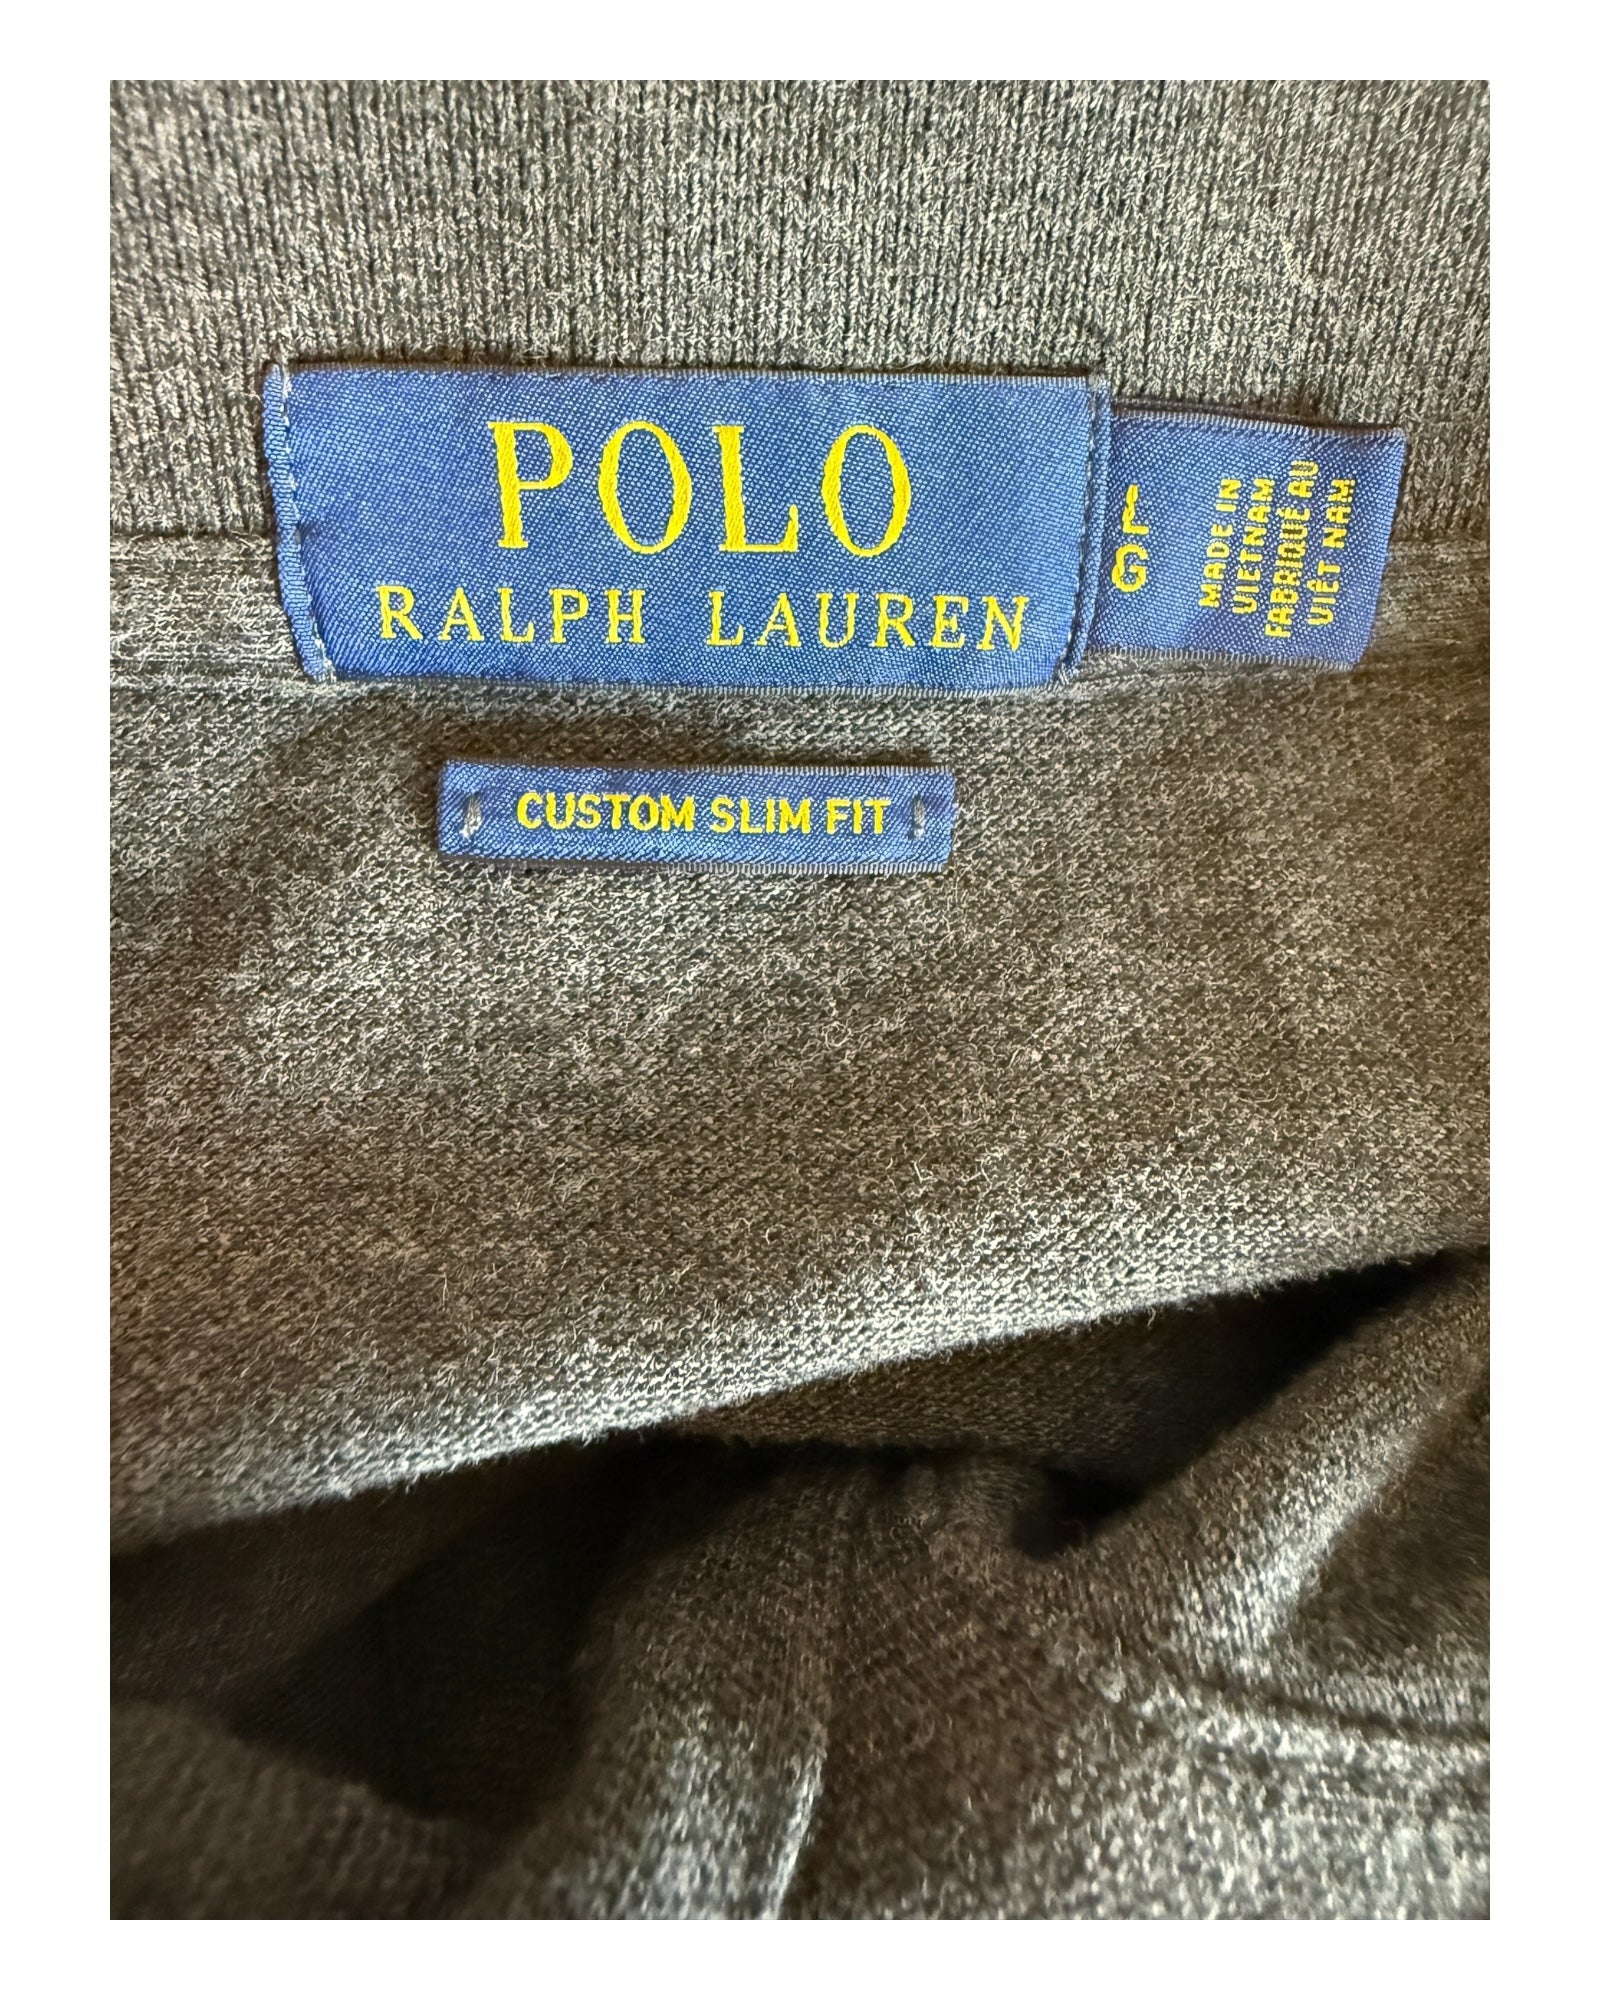 POLO
RALPH LAUREN
L
G
MADE IN
VIETNAM
FABRIQUÉ AU
VIÊT NAM
CUSTOM SLIM FIT